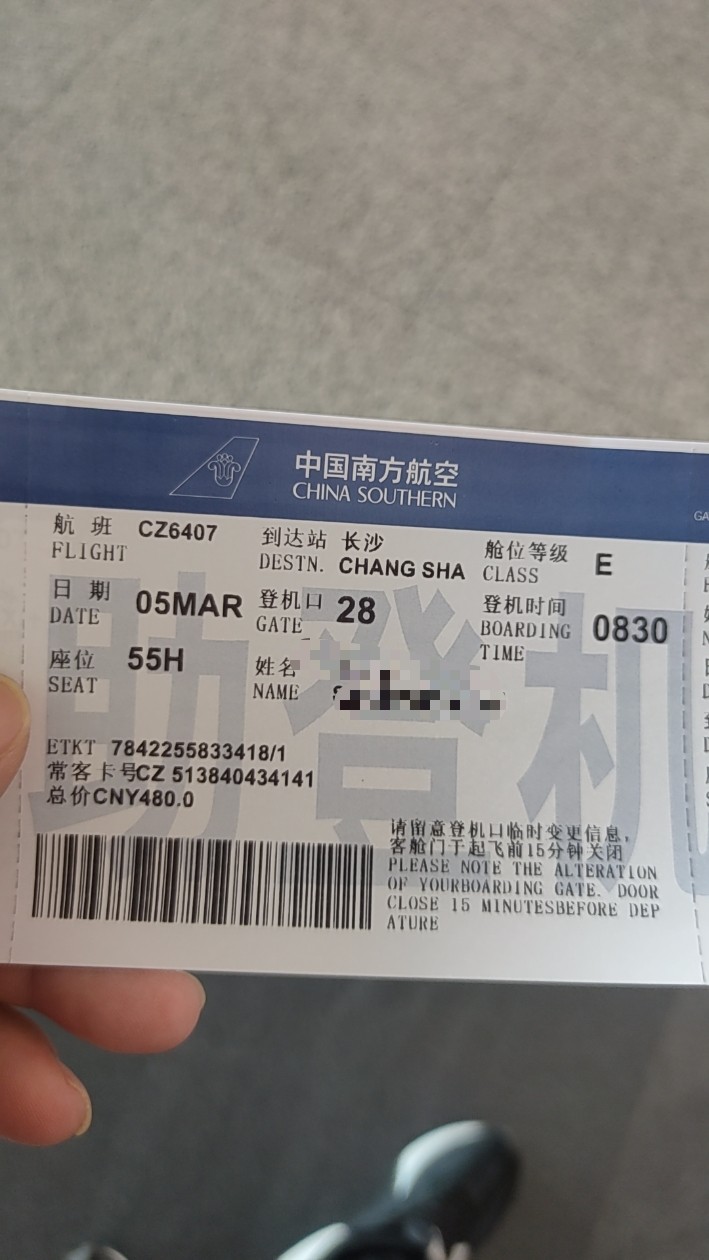 中国南方航空
CHINA SOUTHERN
GA
航 班 CZ6407 到达站 长沙 舱位等级 E
FLIGHT DESTN. CHANG SHA CLASS
日 期 05MAR 登机口 28 登机时间 0830
DATE GATE BOARDING TIME
座位 55H 姓名
SEAT NAME
ETKT 7842255833418/1
常客卡号CZ 513840434141
总价CNY480.0
请留意登机口临时变更信息,
客舱门于起飞前15分钟关闭
PLEASE NOTE THE ALTERATION
OF YOURBOARDING GATE. DOOR
CLOSE 15 MINUTESBEFORE DEP
ATURE
助登机